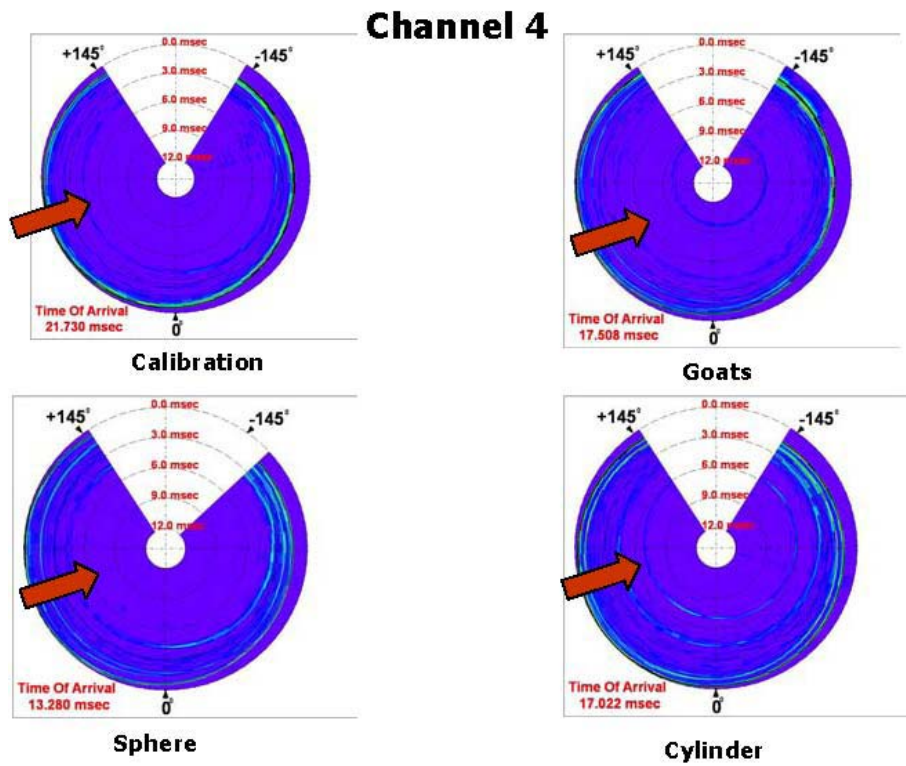 Channel 4
+145°
0.0 msec
-145°
3.0 msec
6.0 msec
9.0 msec
12.0 msec
Time Of Arrival
21.730 msec
0°
Calibration
+145°
0.0 msec
-145°
3.0 msec
6.0 msec
9.0 msec
12.0 msec
Time Of Arrival
17.508 msec
0°
Goats
+145°
0.0 msec
-145°
3.0 msec
6.0 msec
9.0 msec
12.0 msec
Time Of Arrival
13.280 msec
0°
Sphere
+145°
0.0 msec
-145°
3.0 msec
6.0 msec
9.0 msec
12.0 msec
Time Of Arrival
17.022 msec
0°
Cylinder